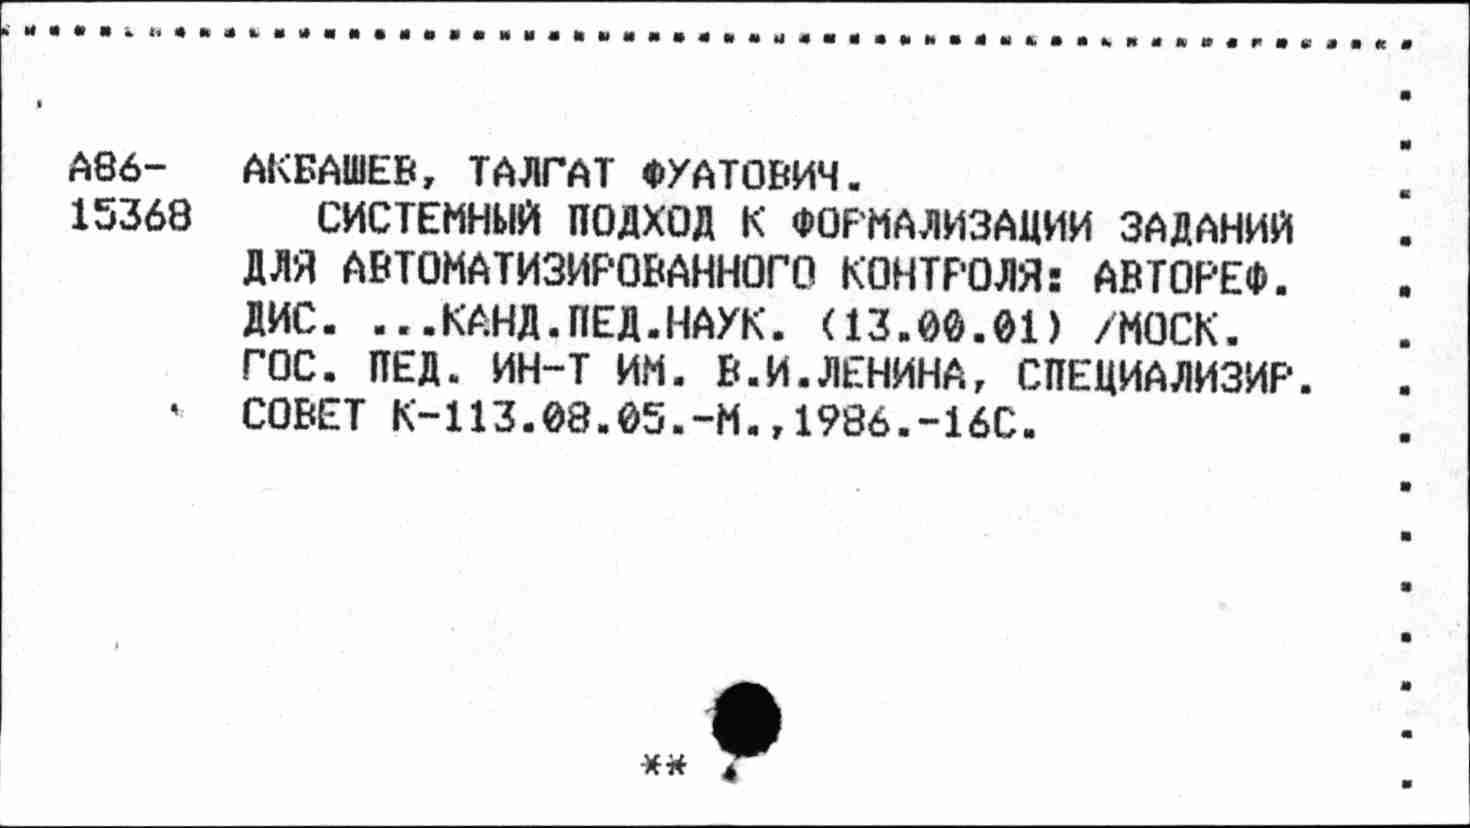 А86- АКБАШЕВ, ТАЛГАТ ФУАТОВИЧ.
15368 СИСТЕМНЫЙ ПОДХОД К ФОРМАЛИЗАЦИИ ЗАДАНИЙ
ДЛЯ АВТОМАТИЗИРОВАННОГО КОНТРОЛЯ: АВТОРЕФ.
ДИС. ...КАНД.ПЕД.НАУК. (13.00.01) /МОСК.
ГОС. ПЕД. ИН-Т ИМ. В.И.ЛЕНИНА, СПЕЦИАЛИЗИР.
СОВЕТ К-113.08.05.-М.,1986.-16С.
**